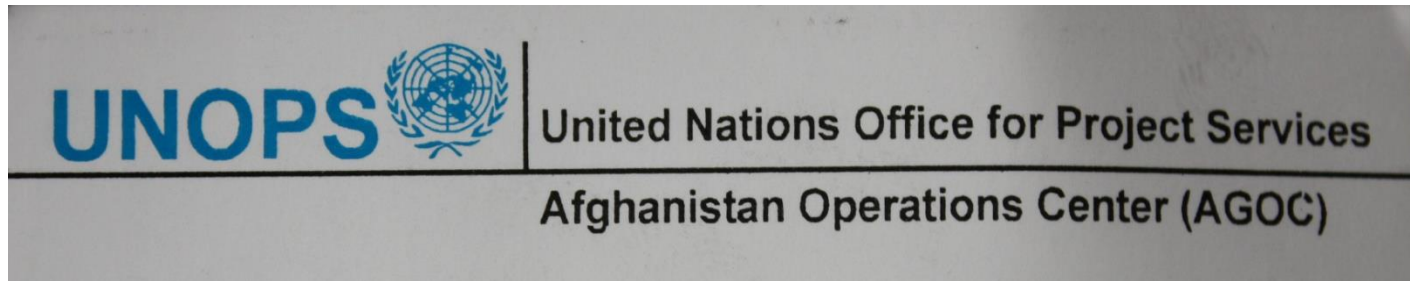 UNOPS
United Nations Office for Project Services
Afghanistan Operations Center (AGOC)